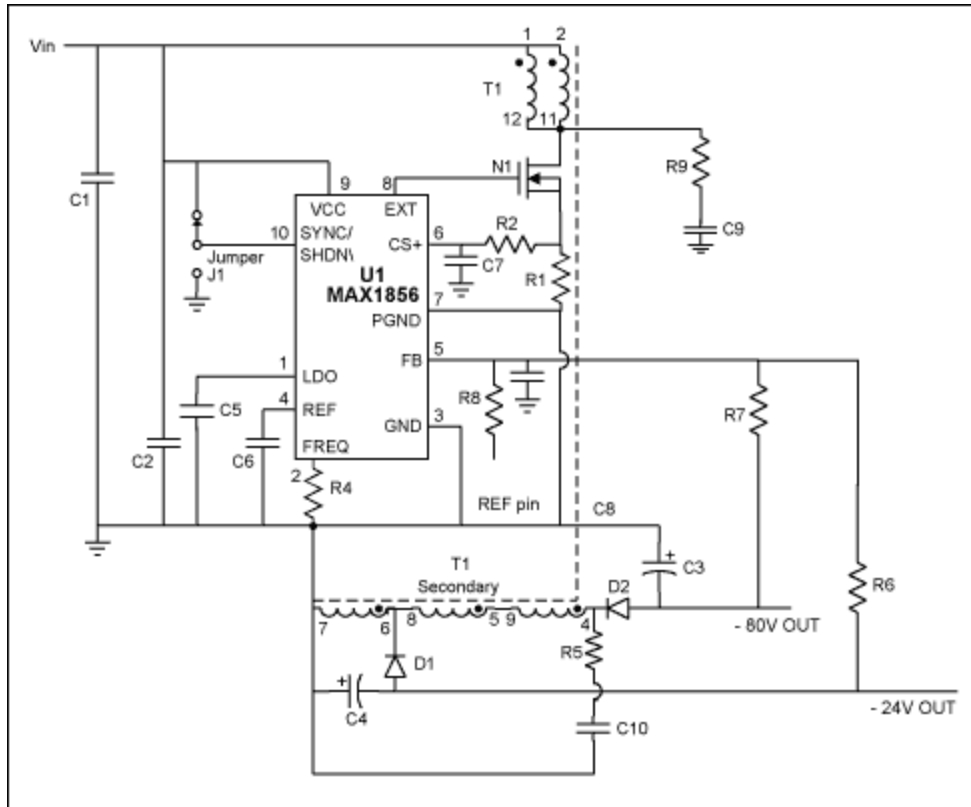 1 2
Vin
T1
12 11
R9
N1
9 8
C1
VCC EXT
R2
C9
10 SYNC/ CS+ 6
Jumper SHDN\ C7
J1 U1 R1
MAX1856 7
PGND
5
FB
1
LDO
R8
R7
4
C5 REF
3
GND
FREQ
C2 C6 2
R4
REF pin
C8
T1
C3
Secondary
+
D2
R6
7 6 8 5 9 4
- 80V OUT
R5
D1
+
C4
- 24V OUT
C10